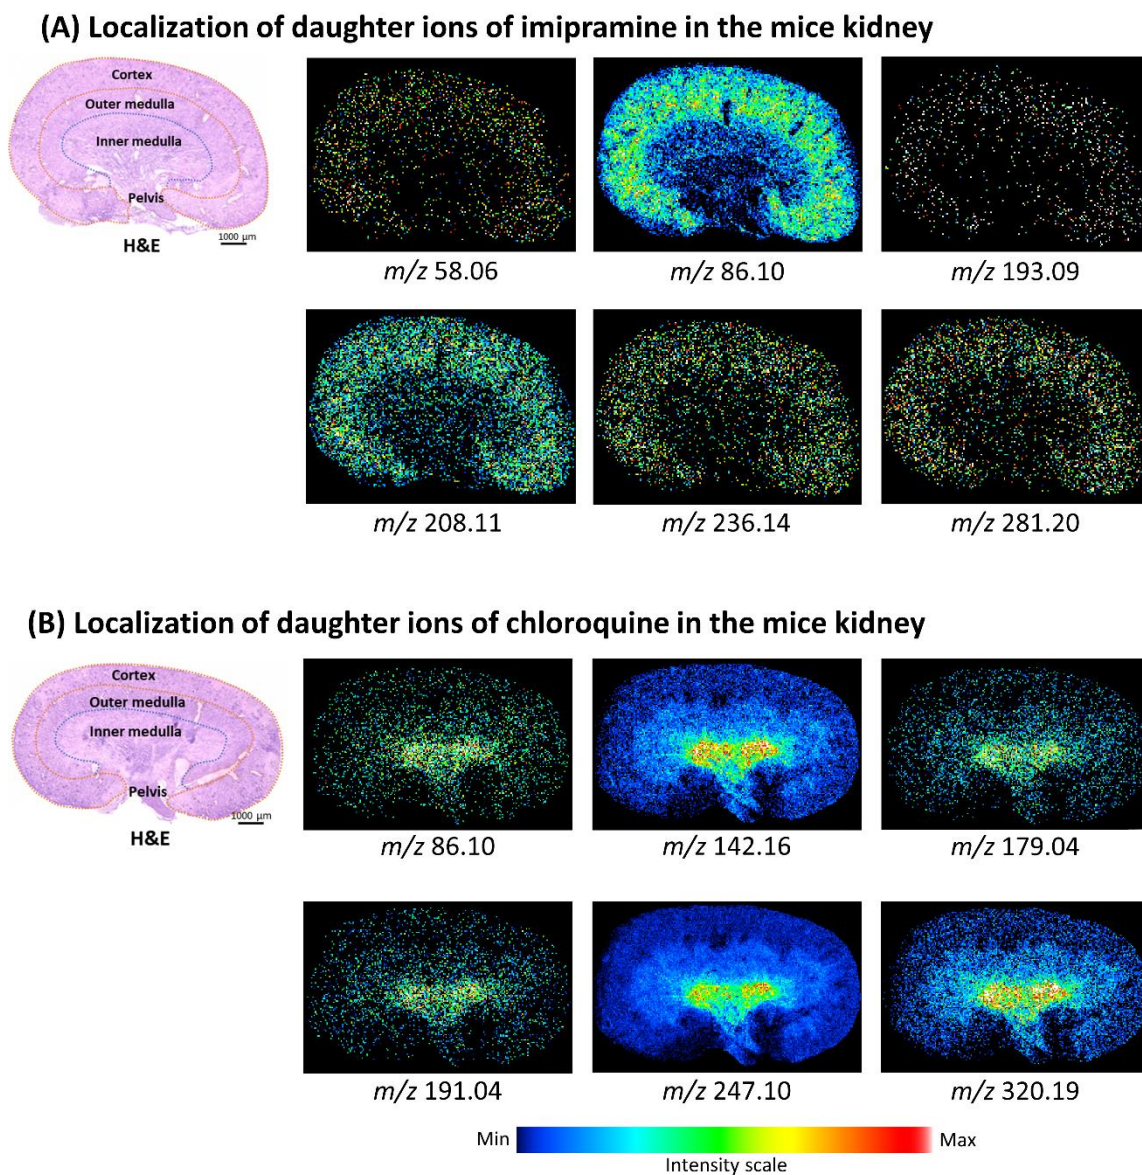 (A) Localization of daughter ions of imipramine in the mice kidney
Cortex
Outer medulla
Inner medulla
Pelvis
H&E
1000 μm
m/z 58.06
m/z 86.10
m/z 193.09
m/z 208.11
m/z 236.14
m/z 281.20
(B) Localization of daughter ions of chloroquine in the mice kidney
Cortex
Outer medulla
Inner medulla
Pelvis
H&E
1000 μm
m/z 86.10
m/z 142.16
m/z 179.04
m/z 191.04
m/z 247.10
m/z 320.19
Min
Max
Intensity scale